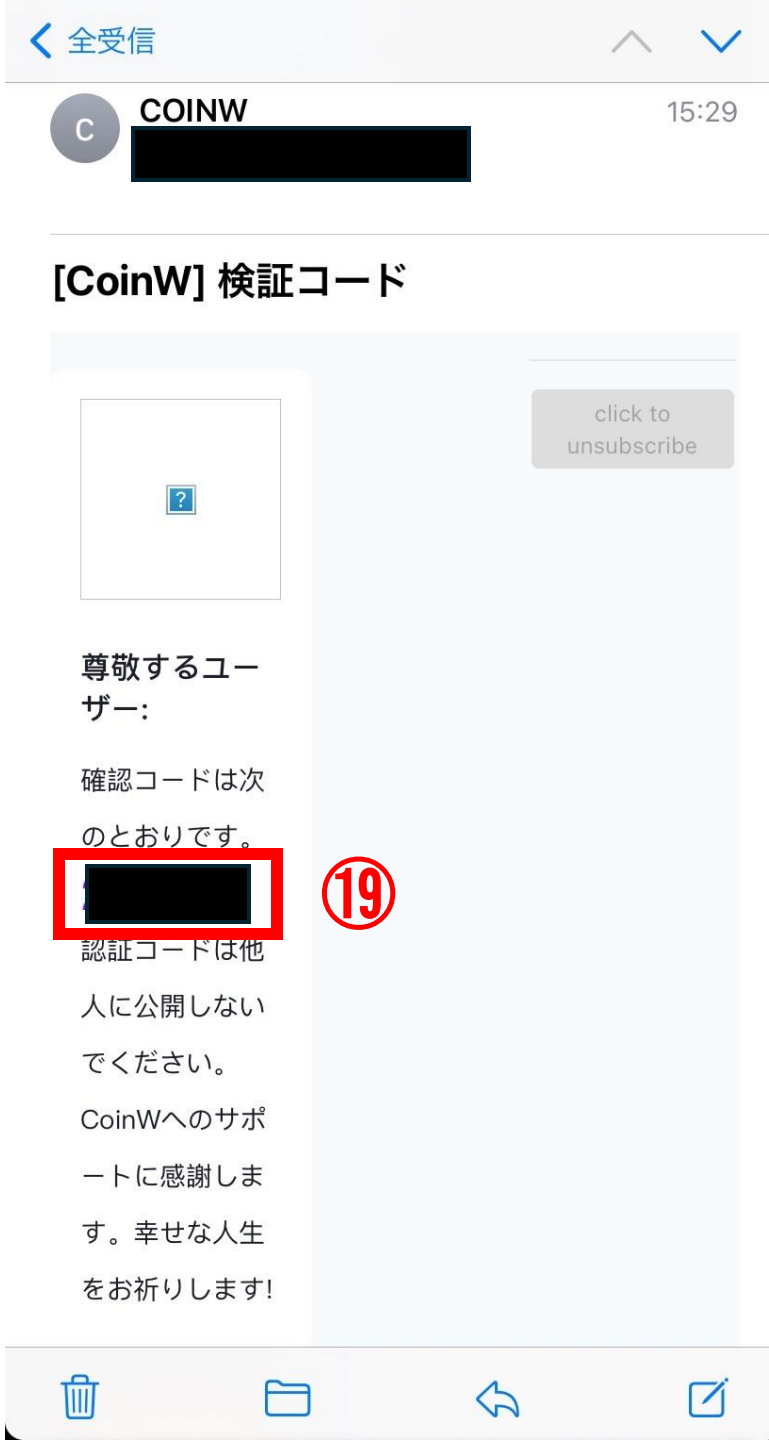 全受信
C
COINW
15:29
[CoinW] 検証コード
click to
unsubscribe
?
尊敬するユー
ザー:
確認コードは次
のとおりです。
⑲
認証コードは他
人に公開しない
でください。
CoinWへのサポ
ートに感謝しま
す。幸せな人生
をお祈りします!